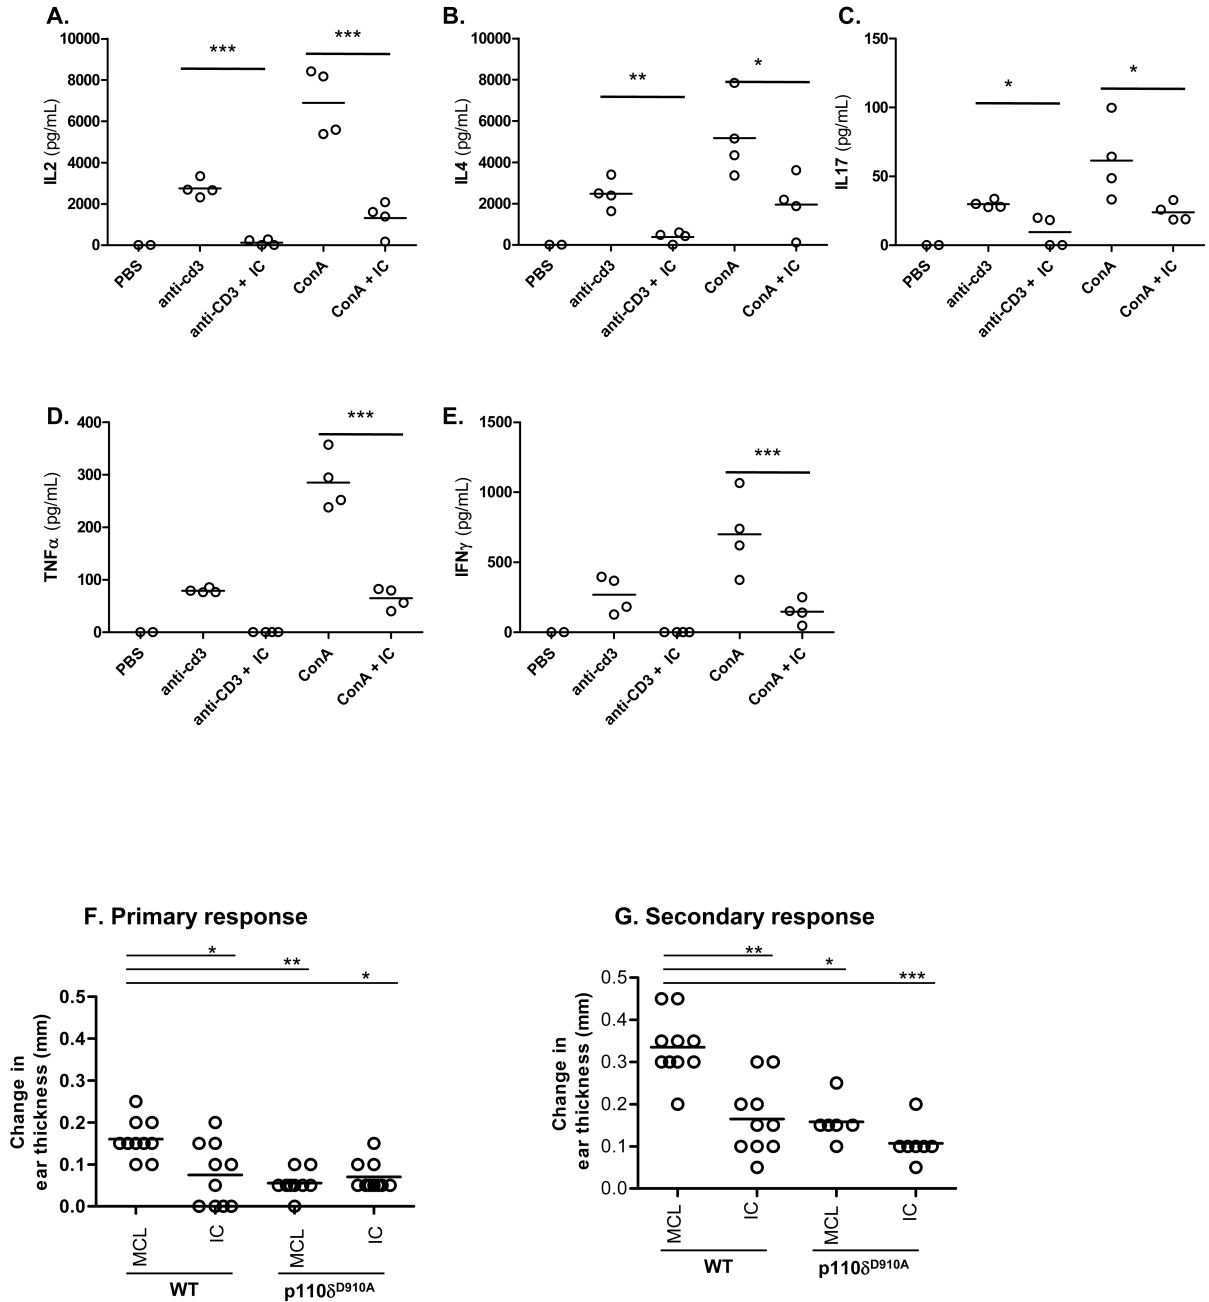 A.
***
***
10000
8000
6000
4000
2000
0
IL2 (pg/mL)
PBS
anti-cd3
anti-CD3 + IC
ConA
ConA + IC
B.
**
*
10000
8000
6000
4000
2000
0
IL4 (pg/mL)
PBS
anti-cd3
anti-CD3 + IC
ConA
ConA + IC
C.
*
*
150
100
50
0
IL17 (pg/mL)
PBS
anti-cd3
anti-CD3 + IC
ConA
ConA + IC
D.
***
400
300
200
100
0
TNFα (pg/mL)
PBS
anti-cd3
anti-CD3 + IC
ConA
ConA + IC
E.
***
1500
1000
500
0
IFNγ (pg/mL)
PBS
anti-cd3
anti-CD3 + IC
ConA
ConA + IC
F. Primary response
*
**
*
0.5
0.4
0.3
0.2
0.1
0.0
Change in
ear thickness (mm)
MCL
IC
MCL
IC
WT
p110δD910A
G. Secondary response
**
*
***
0.5
0.4
0.3
0.2
0.1
0.0
Change in
ear thickness (mm)
MCL
IC
MCL
IC
WT
p110δD910A